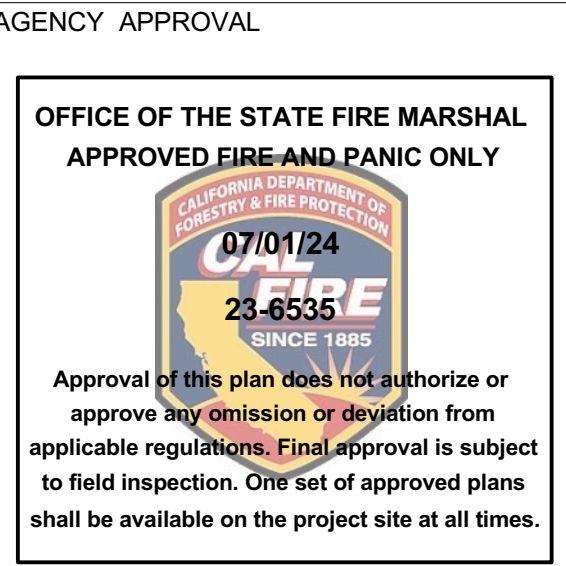 AGENCY APPROVAL
OFFICE OF THE STATE FIRE MARSHAL
APPROVED FIRE AND PANIC ONLY
CALIFORNIA DEPARTMENT OF
FORESTRY & FIRE PROTECTION
07/01/24
CAL
FIRE
23-6535
SINCE 1885
Approval of this plan does not authorize or
approve any omission or deviation from
applicable regulations. Final approval is subject
to field inspection. One set of approved plans
shall be available on the project site at all times.